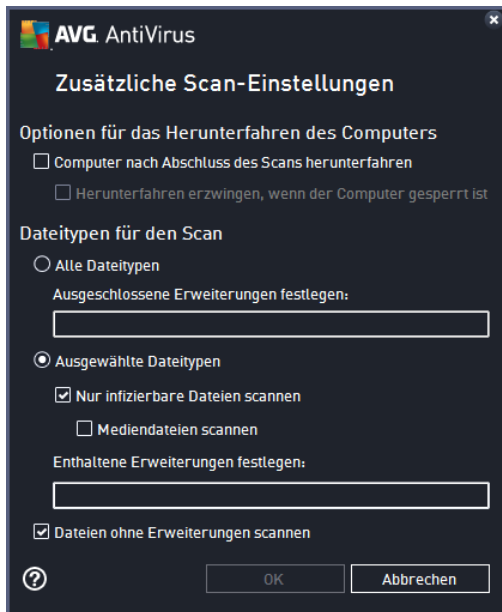 AVG. AntiVirus
Zusätzliche Scan-Einstellungen
Optionen für das Herunterfahren des Computers
Computer nach Abschluss des Scans herunterfahren
Herunterfahren erzwingen, wenn der Computer gesperrt ist
Dateitypen für den Scan
Alle Dateitypen
Ausgeschlossene Erweiterungen festlegen:
Ausgewählte Dateitypen
Nur infizierbare Dateien scannen
Mediendateien scannen
Enthaltene Erweiterungen festlegen:
Dateien ohne Erweiterungen scannen
?
OK
Abbrechen